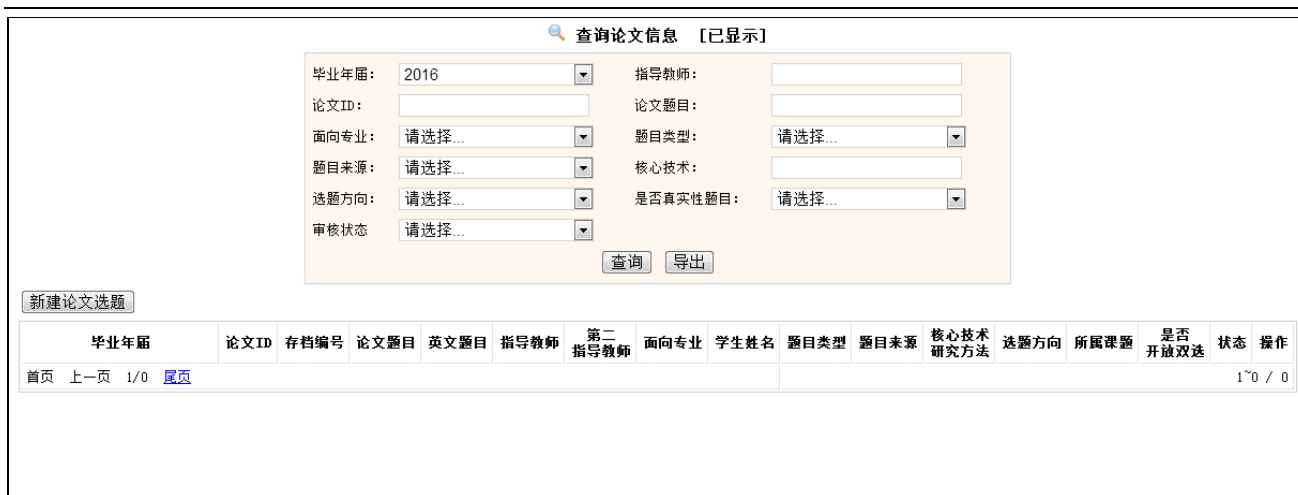 查询论文信息 [已显示]
毕业年届： 2016 指导教师：
论文ID： 论文题目：
面向专业： 请选择... 题目类型： 请选择...
题目来源： 请选择... 核心技术：
选题方向： 请选择... 是否真实性题目： 请选择...
审核状态 请选择...
查询 导出
新建论文选题
毕业年届 论文ID 存档编号 论文题目 英文题目 指导教师 第二指导教师 面向专业 学生姓名 题目类型 题目来源 核心技术研究方法 选题方向 所属课题 是否开放双选 状态 操作
首页 上一页 1/0 尾页 1~0 / 0